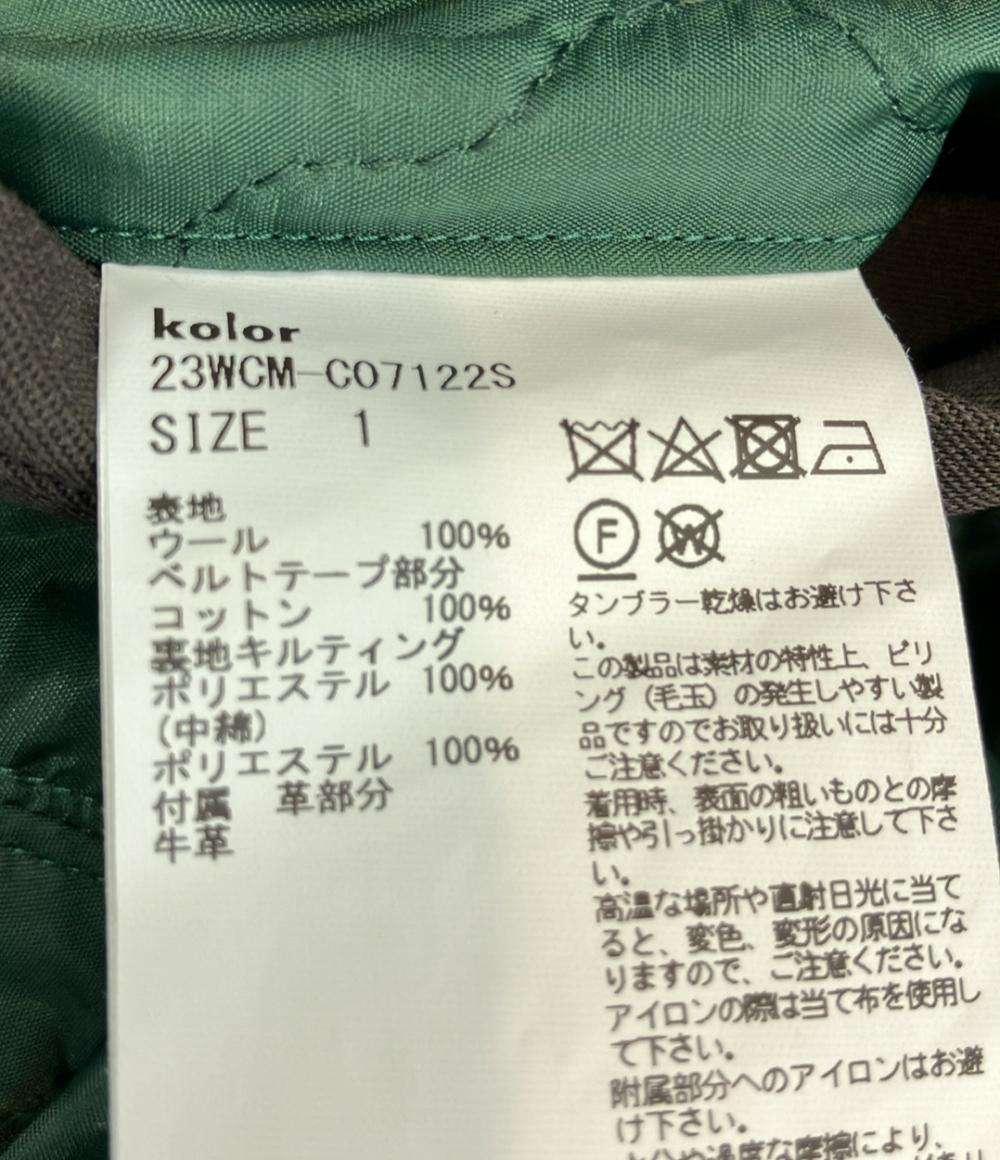 kolor
23WCM-C07122S
SIZE 1
表地
ウール 100%
ベルトテープ部分
コットン 100%
裏地キルティング
ポリエステル 100%
(中綿)
ポリエステル 100%
付属 革部分
牛革
F
W
タンブラー乾燥はお避け下さ
い。
この製品は素材の特性上、ピリ
ング（毛玉）の発生しやすい製
品ですのでお取り扱いには十分
ご注意ください。
着用時、表面の粗いものとの摩
擦や引っ掛かりに注意して下さ
い。
高温な場所や直射日光に当て
ると、変色、変形の原因にな
りますので、ご注意ください。
アイロンの際は当て布を使用し
て下さい。
附属部分へのアイロンはお避
け下さい。
水分や過度な摩擦により、